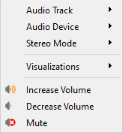 Audio Track
Audio Device
Stereo Mode
Visualizations
Increase Volume
Decrease Volume
Mute